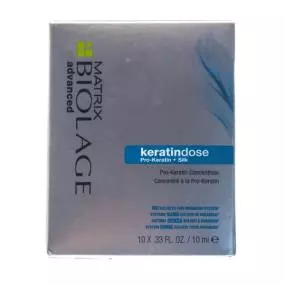 MATRIX
BIOLAGE
advanced
keratindose
Pro-Keratin + Silk
Pro-Keratin Concentrate
Concentré à la Pro-Keratin
10 X .33 FL. OZ. / 10 ml e